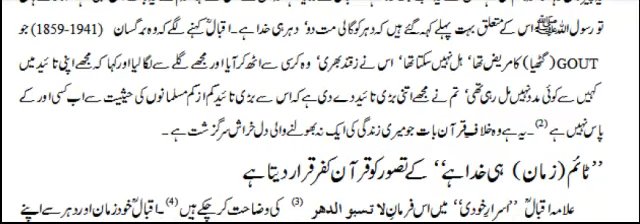 تو رسول اللہ ﷺ اس کے متعلق بہت پہلے کہہ گئے ہیں کہ دہر کو گالی مت دو‘ دہر ہی خدا ہے۔ اقبالؒ کہنے لگے کہ وہ نہ گسان (1941-1859) جو
GOUT (گٹھیا) کا مریض تھا‘ ہل نہیں سکتا تھا‘ اس نے زقند بھری‘ وہ کرسی سے اٹھ کر آیا اور مجھے گلے سے لگا لیا اور کہا کہ مجھے اپنی تائید میں
کہیں سے کوئی مدد نہیں مل رہی تھی‘ تم نے مجھے اتنی بڑی تائید دے دی ہے کہ اس سے بڑی تائید کم از کم مسلمانوں کی حیثیت سے اب کسی اور کے
پاس نہیں ہے (2)۔ یہ ہے وہ خلافِ قرآن بات جو میری زندگی کی ایک نہ بھولنے والی دل خراش سرگزشت ہے۔
’’ٹائم (زمان) ہی خدا ہے‘‘ کے تصور کو قرآن کفر قرار دیتا ہے
علامہ اقبالؒ ’’اسرارِ خودی‘‘ میں اس فرمان لا تسبو الدھر (3) کی وضاحت کر چکے ہیں (4)۔ اقبالؒ خود زمان اور دہر سے اپنے